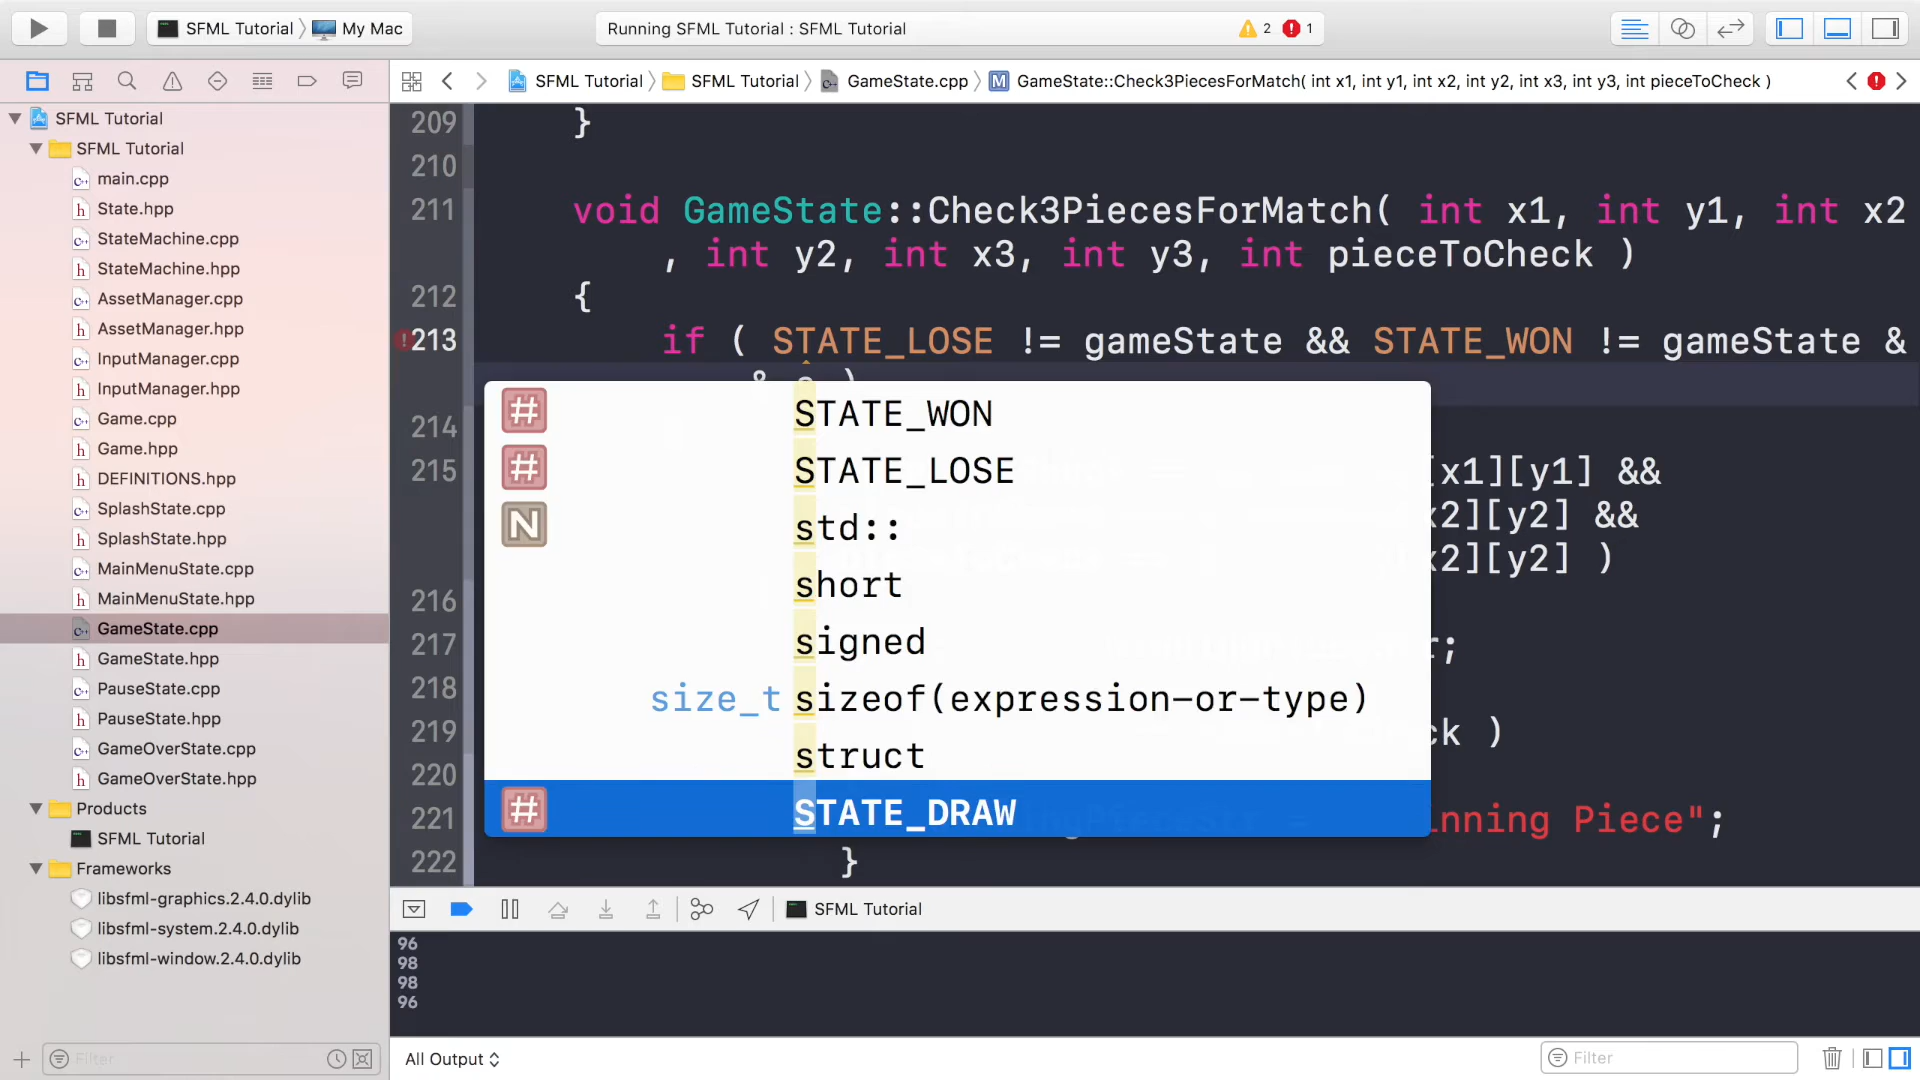 SFML Tutorial My Mac
Running SFML Tutorial : SFML Tutorial
2 1
SFML Tutorial SFML Tutorial GameState.cpp M GameState::Check3PiecesForMatch( int x1, int y1, int x2, int y2, int x3, int y3, int pieceToCheck )
SFML Tutorial
SFML Tutorial
main.cpp
State.hpp
StateMachine.cpp
StateMachine.hpp
AssetManager.cpp
AssetManager.hpp
InputManager.cpp
InputManager.hpp
Game.cpp
Game.hpp
DEFINITIONS.hpp
SplashState.cpp
SplashState.hpp
MainMenuState.cpp
MainMenuState.hpp
GameState.cpp
GameState.hpp
PauseState.cpp
PauseState.hpp
GameOverState.cpp
GameOverState.hpp
Products
SFML Tutorial
Frameworks
libsfml-graphics.2.4.0.dylib
libsfml-system.2.4.0.dylib
libsfml-window.2.4.0.dylib
Filter
209 }
210
211 void GameState::Check3PiecesForMatch( int x1, int y1, int x2
, int y2, int x3, int y3, int pieceToCheck )
212 {
213 if ( STATE_LOSE != gameState && STATE_WON != gameState &
& s )
STATE_WON
STATE_LOSE
N std::
short
signed
size_t sizeof(expression-or-type)
struct
STATE_DRAW
214
215 [x1][y1] &&
x2][y2] &&
x2][y2] )
216
217 r;
218
219 ck )
220
221 inning Piece";
222 }
SFML Tutorial
96
98
98
96
All Output
Filter